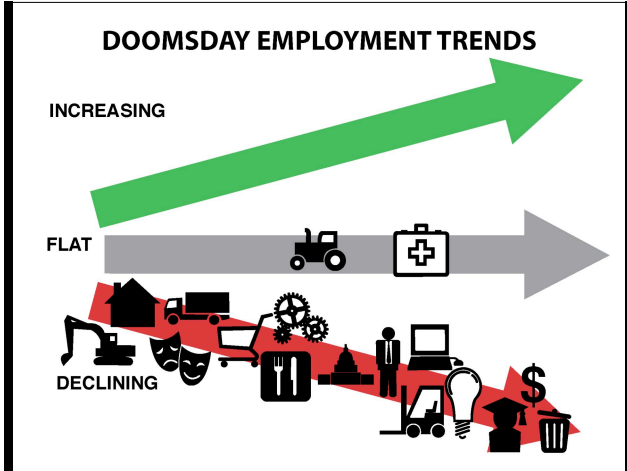 DOOMSDAY EMPLOYMENT TRENDS
INCREASING
FLAT
DECLINING
$